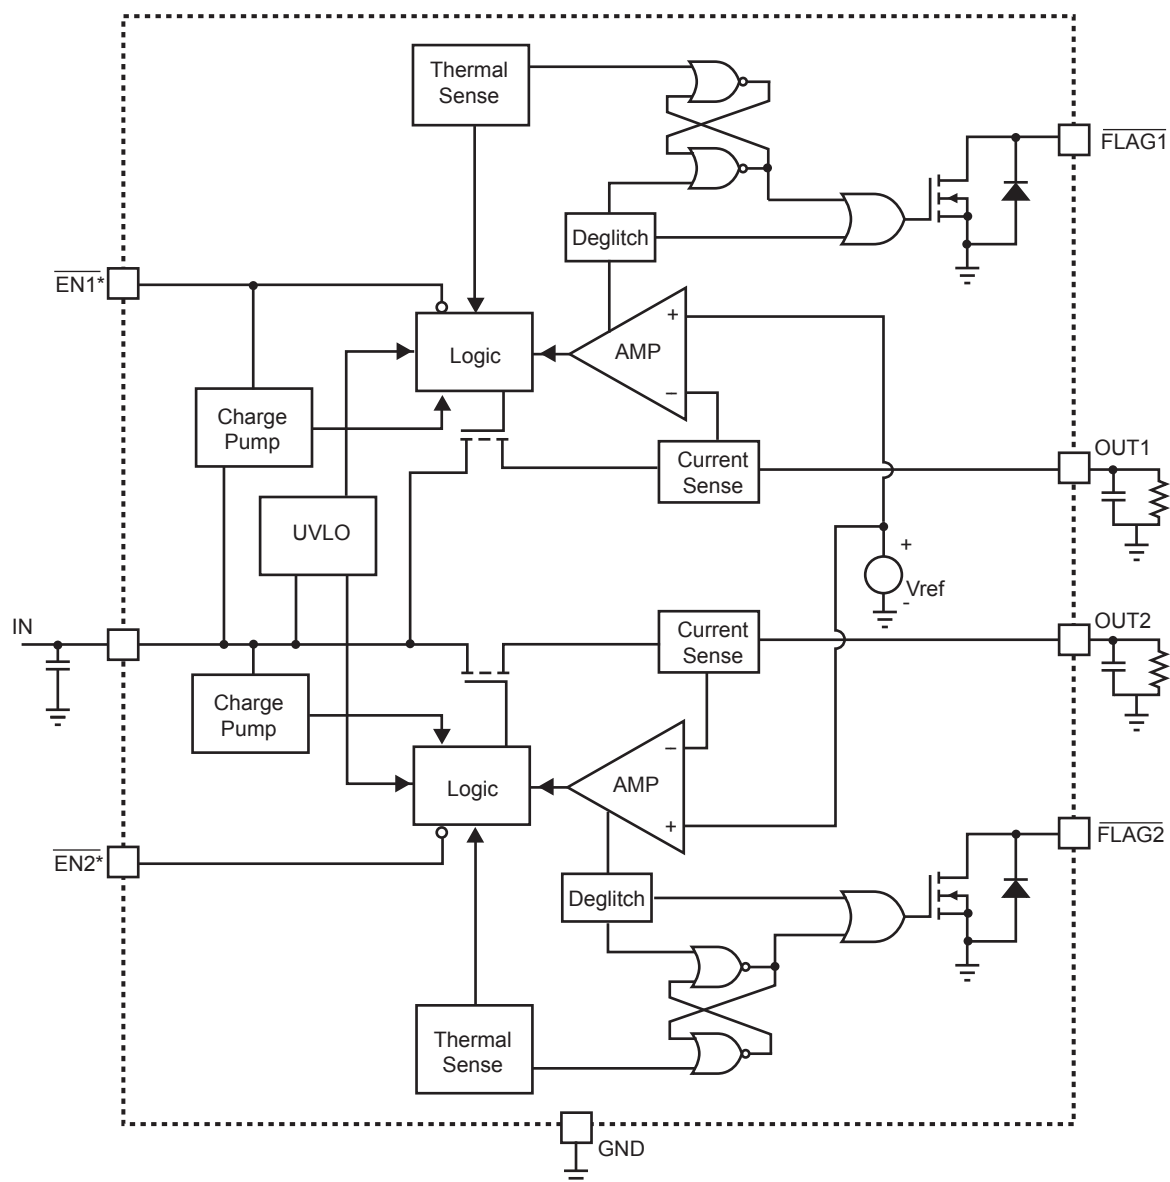 Thermal
Sense
FLAG1
Deglitch
EN1*
+
Logic
AMP
−
Charge
Pump
Current
Sense
OUT1
UVLO
+
Vref
-
IN
Current
Sense
OUT2
Charge
Pump
−
Logic
AMP
+
FLAG2
EN2*
Deglitch
Thermal
Sense
GND